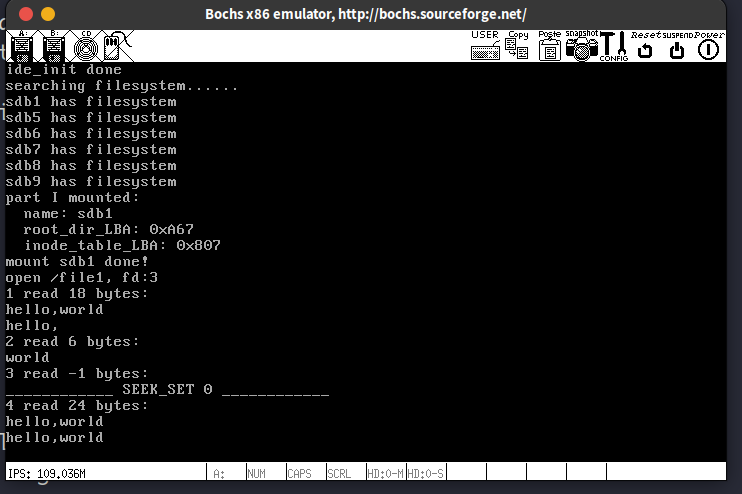 Bochs x86 emulator, http://bochs.sourceforge.net/
A: B: CD USER Copy Paste snapshot CONFIG Reset SUSPEND Power
ide_init done
searching filesystem......
sdb1 has filesystem
sdb5 has filesystem
sdb6 has filesystem
sdb7 has filesystem
sdb8 has filesystem
sdb9 has filesystem
part I mounted:
name: sdb1
root_dir_LBA: 0xA67
inode_table_LBA: 0x807
mount sdb1 done!
open /file1, fd:3
1 read 18 bytes:
hello,world
hello,
2 read 6 bytes:
world
3 read -1 bytes:
____________ SEEK_SET 0 ____________
4 read 24 bytes:
hello,world
hello,world
IPS: 109.036M A: NUM CAPS SCRL HD:0-M HD:0-S